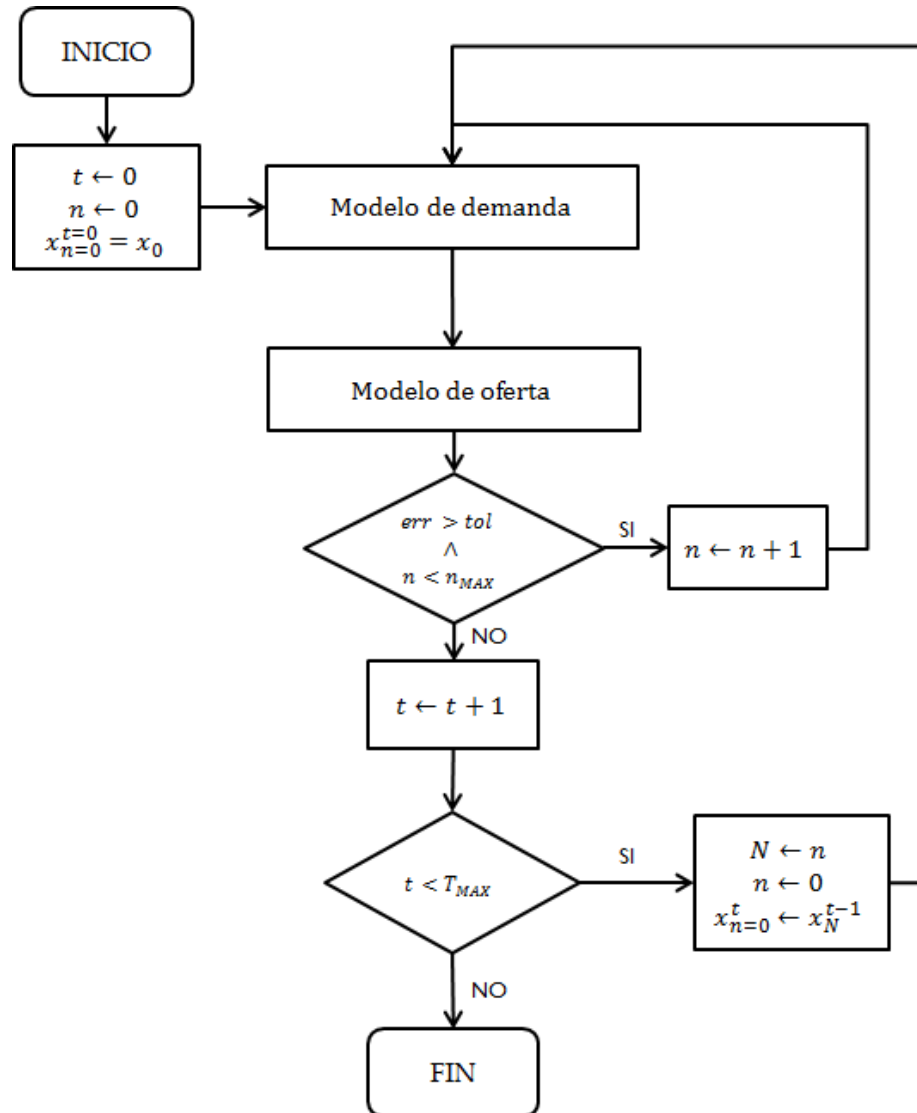 INICIO
t ← 0
n ← 0
x_{n=0}^{t=0} = x_0
Modelo de demanda
Modelo de oferta
err > tol
∧
n < n_{MAX}
SI
n ← n + 1
NO
t ← t + 1
t < T_{MAX}
SI
N ← n
n ← 0
x_{n=0}^{t} ← x_N^{t−1}
NO
FIN